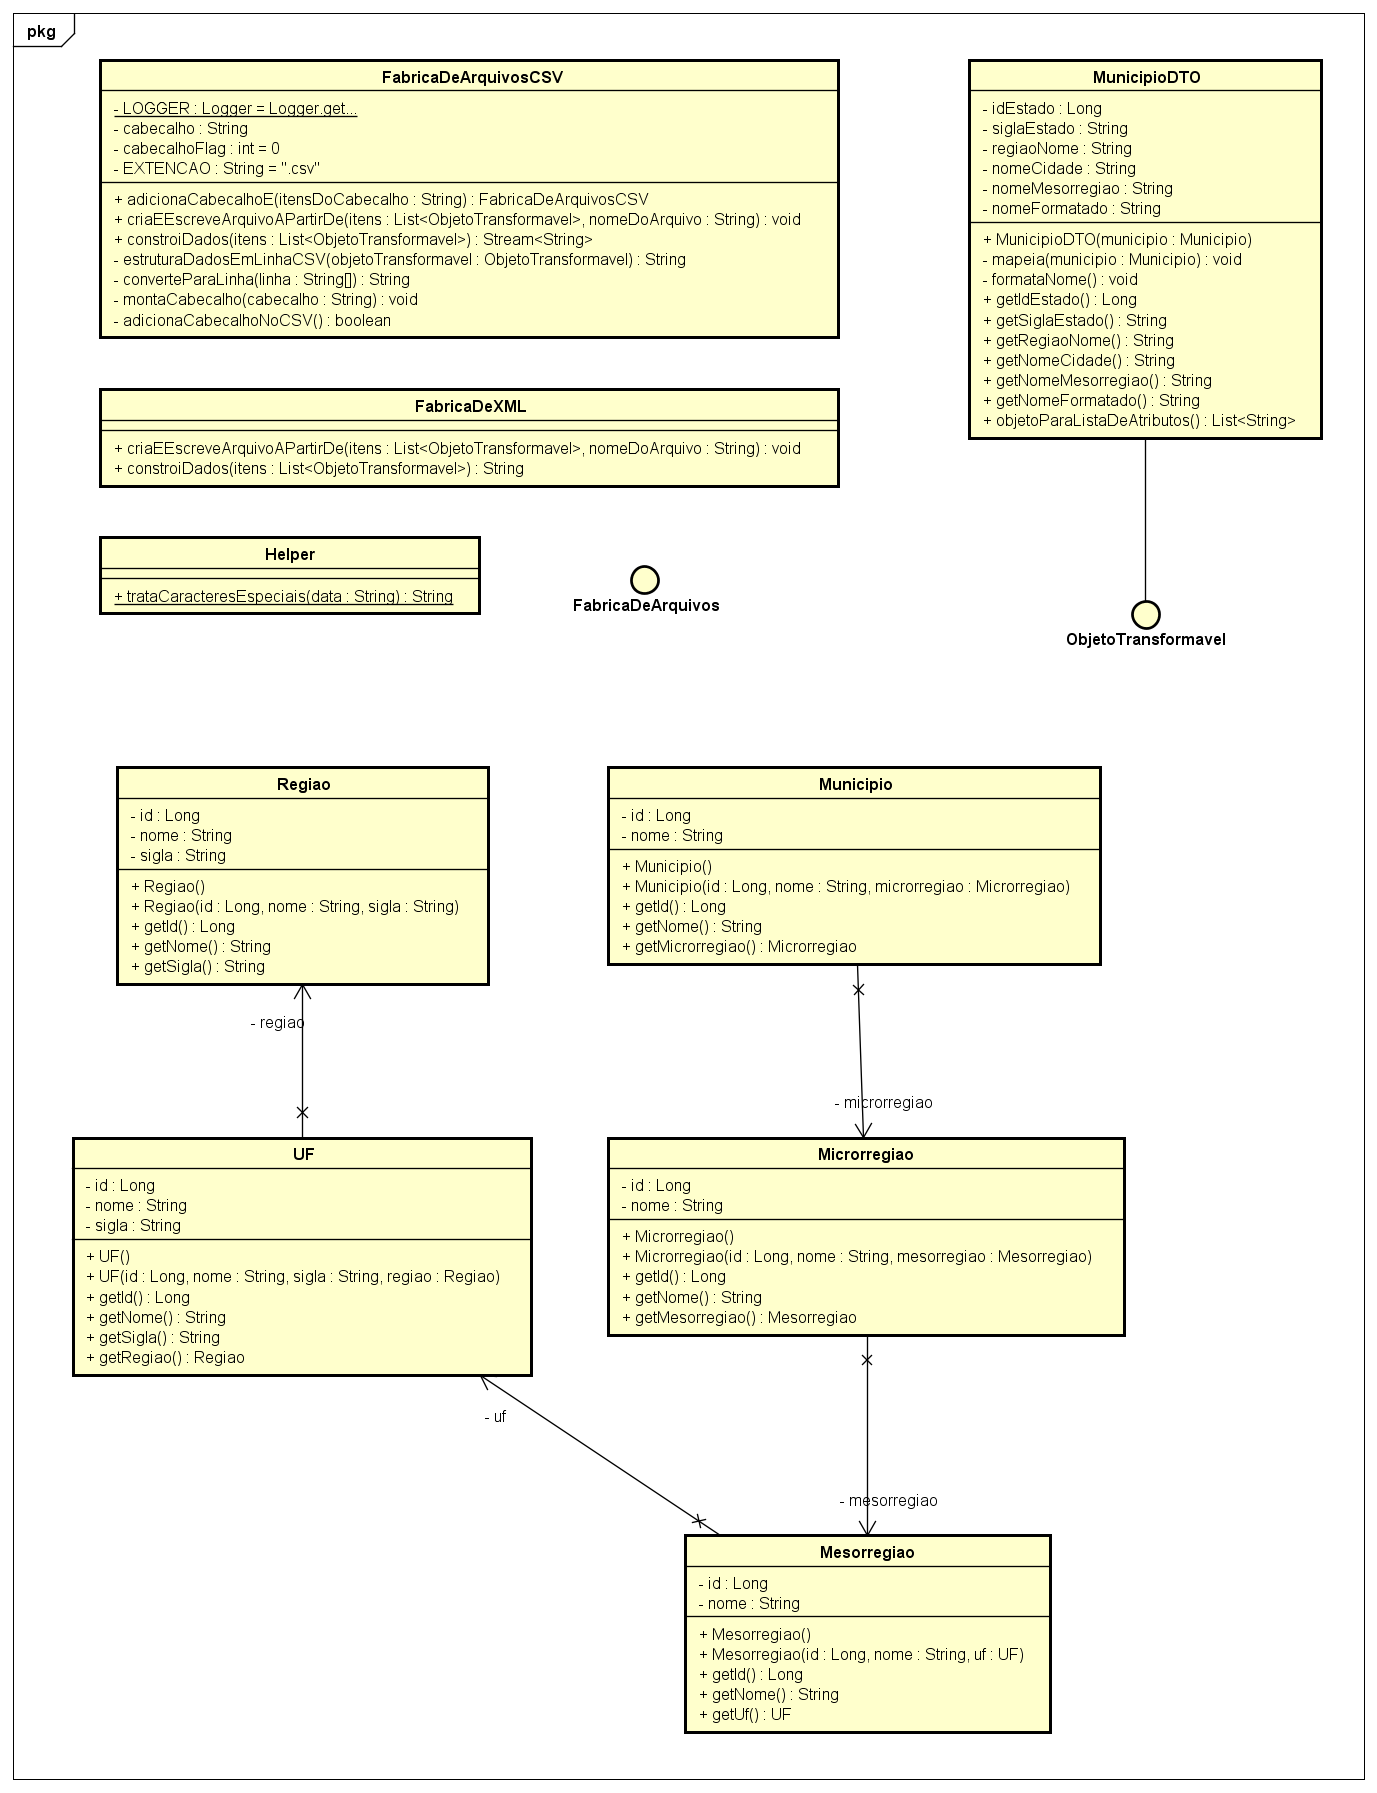 pkg
FabricaDeArquivosCSV
- LOGGER : Logger = Logger.get...
- cabecalho : String
- cabecalhoFlag : int = 0
- EXTENCAO : String = ".csv"
+ adicionaCabecalhoE(itensDoCabecalho : String) : FabricaDeArquivosCSV
+ criaEEscreveArquivoAPartirDe(itens : List<ObjetoTransformavel>, nomeDoArquivo : String) : void
+ constroiDados(itens : List<ObjetoTransformavel>) : Stream<String>
- estruturaDadosEmLinhaCSV(objetoTransformavel : ObjetoTransformavel) : String
- converteParaLinha(linha : String[]) : String
- montaCabecalho(cabecalho : String) : void
- adicionaCabecalhoNoCSV() : boolean
MunicipioDTO
- idEstado : Long
- siglaEstado : String
- regiaoNome : String
- nomeCidade : String
- nomeMesorregiao : String
- nomeFormatado : String
+ MunicipioDTO(municipio : Municipio)
- mapeia(municipio : Municipio) : void
- formataNome() : void
+ getIdEstado() : Long
+ getSiglaEstado() : String
+ getRegiaoNome() : String
+ getNomeCidade() : String
+ getNomeMesorregiao() : String
+ getNomeFormatado() : String
+ objetoParaListaDeAtributos() : List<String>
FabricaDeXML
+ criaEEscreveArquivoAPartirDe(itens : List<ObjetoTransformavel>, nomeDoArquivo : String) : void
+ constroiDados(itens : List<ObjetoTransformavel>) : String
Helper
+ trataCaracteresEspeciais(data : String) : String
FabricaDeArquivos
ObjetoTransformavel
Regiao
- id : Long
- nome : String
- sigla : String
+ Regiao()
+ Regiao(id : Long, nome : String, sigla : String)
+ getId() : Long
+ getNome() : String
+ getSigla() : String
Municipio
- id : Long
- nome : String
+ Municipio()
+ Municipio(id : Long, nome : String, microrregiao : Microrregiao)
+ getId() : Long
+ getNome() : String
+ getMicrorregiao() : Microrregiao
- regiao
- microrregiao
UF
- id : Long
- nome : String
- sigla : String
+ UF()
+ UF(id : Long, nome : String, sigla : String, regiao : Regiao)
+ getId() : Long
+ getNome() : String
+ getSigla() : String
+ getRegiao() : Regiao
Microrregiao
- id : Long
- nome : String
+ Microrregiao()
+ Microrregiao(id : Long, nome : String, mesorregiao : Mesorregiao)
+ getId() : Long
+ getNome() : String
+ getMesorregiao() : Mesorregiao
- uf
- mesorregiao
Mesorregiao
- id : Long
- nome : String
+ Mesorregiao()
+ Mesorregiao(id : Long, nome : String, uf : UF)
+ getId() : Long
+ getNome() : String
+ getUf() : UF